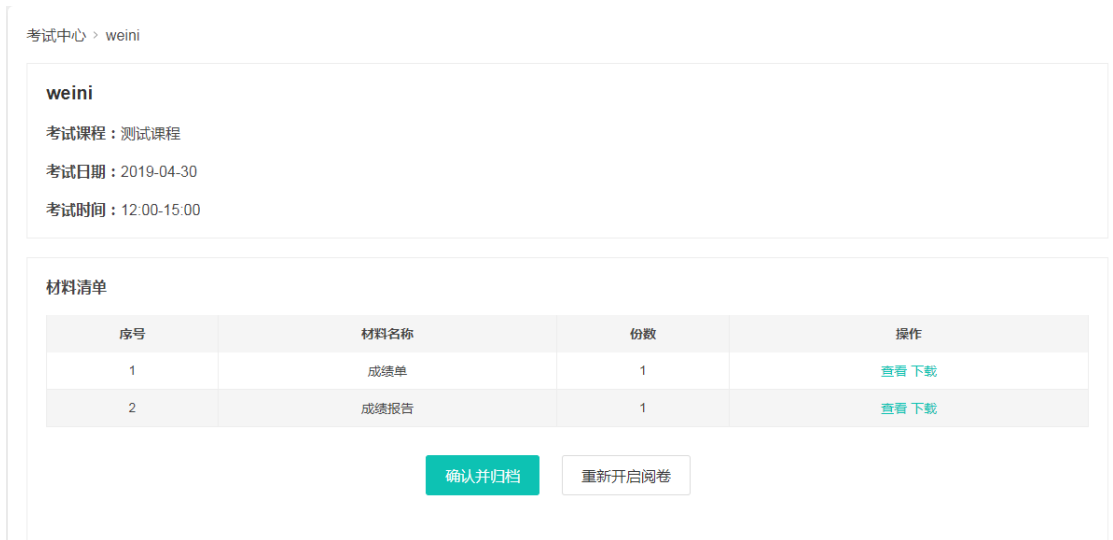 考试中心 > weini
weini
考试课程：测试课程
考试日期：2019-04-30
考试时间：12:00-15:00
材料清单
序号 材料名称 份数 操作
1 成绩单 1 查看 下载
2 成绩报告 1 查看 下载
确认并归档 重新开启阅卷